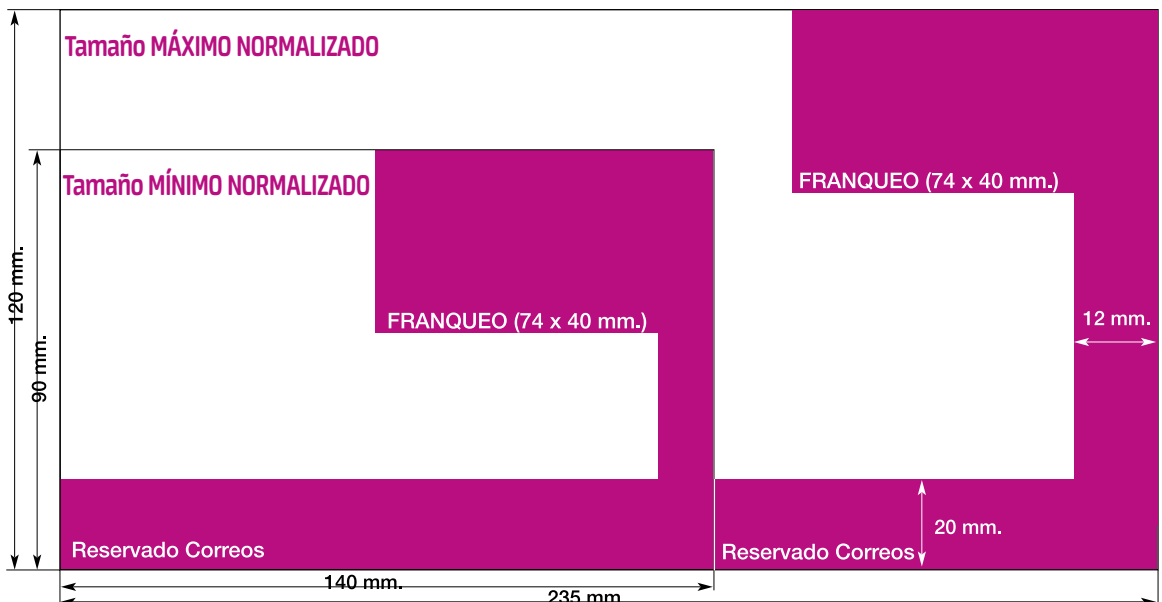 Tamaño MÁXIMO NORMALIZADO
Tamaño MÍNIMO NORMALIZADO
FRANQUEO (74 x 40 mm.)
FRANQUEO (74 x 40 mm.)
120 mm.
90 mm.
12 mm.
20 mm.
Reservado Correos
Reservado Correos
140 mm.
235 mm